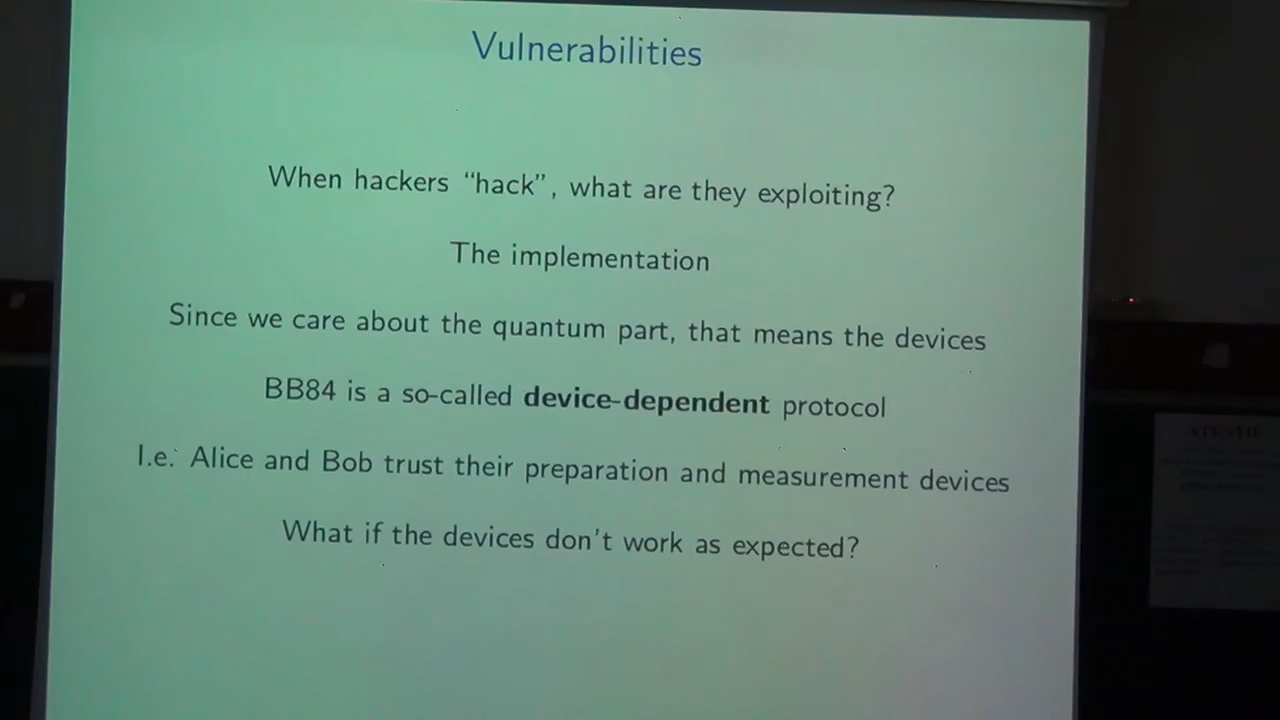 Vulnerabilities
When hackers “hack”, what are they exploiting?
The implementation
Since we care about the quantum part, that means the devices
BB84 is a so-called device-dependent protocol
I.e. Alice and Bob trust their preparation and measurement devices
What if the devices don't work as expected?